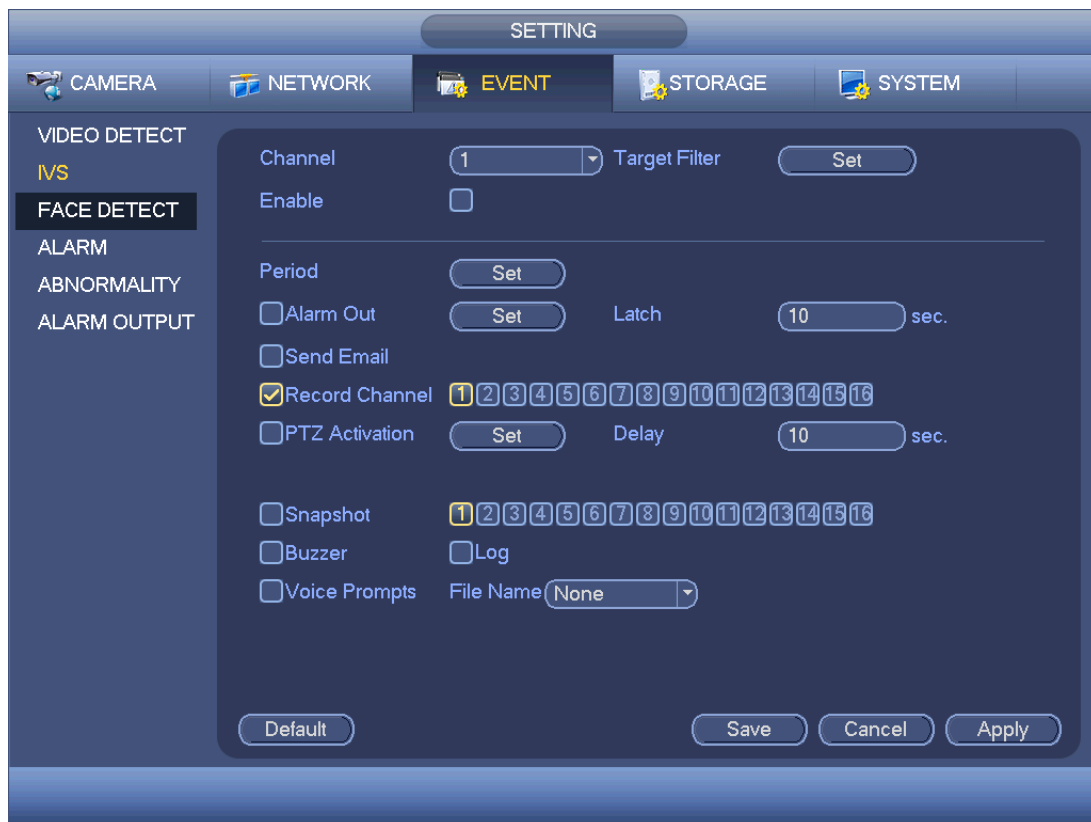 SETTING
CAMERA NETWORK EVENT STORAGE SYSTEM
VIDEO DETECT
IVS
FACE DETECT
ALARM
ABNORMALITY
ALARM OUTPUT
Channel 1 Target Filter Set
Enable
Period Set
Alarm Out Set Latch 10 sec.
Send Email
Record Channel 1 2 3 4 5 6 7 8 9 10 11 12 13 14 15 16
PTZ Activation Set Delay 10 sec.
Snapshot 1 2 3 4 5 6 7 8 9 10 11 12 13 14 15 16
Buzzer Log
Voice Prompts File Name None
Default Save Cancel Apply